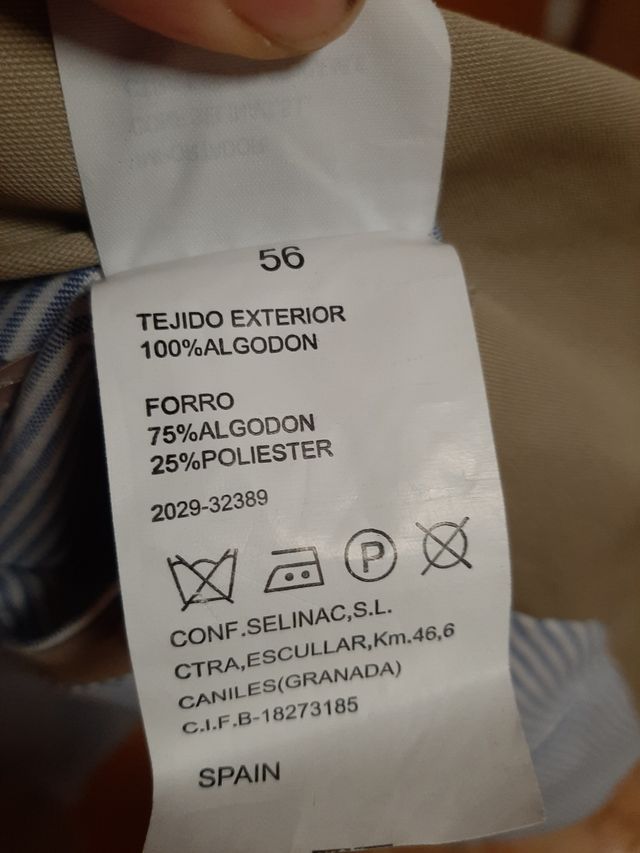 56
TEJIDO EXTERIOR
100%ALGODON
FORRO
75%ALGODON
25%POLIESTER
2029-32389
P
CONF.SELINAC,S.L.
CTRA,ESCULLAR,Km.46,6
CANILES(GRANADA)
C.I.F.B-18273185
SPAIN